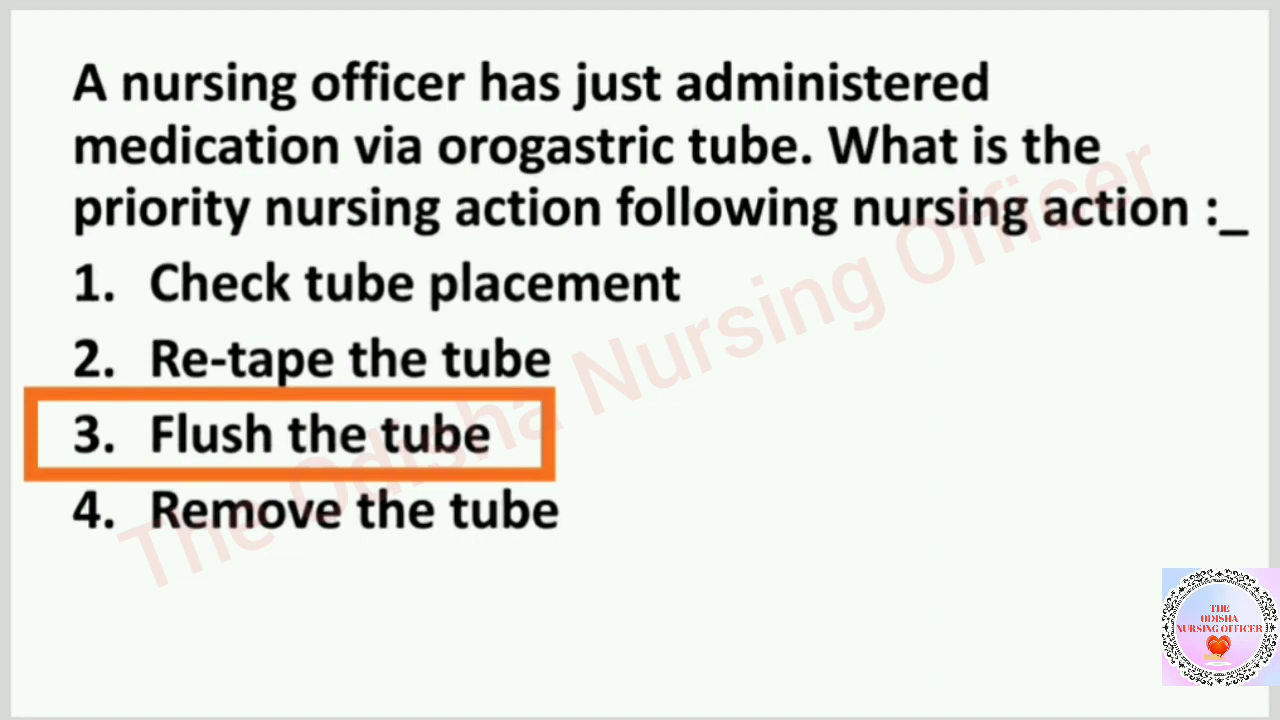 A nursing officer has just administered
medication via orogastric tube. What is the
priority nursing action following nursing action :_
1. Check tube placement
2. Re-tape the tube
3. Flush the tube
4. Remove the tube
The Odisha Nursing Officer
THE
ODISHA
NURSING OFFICER